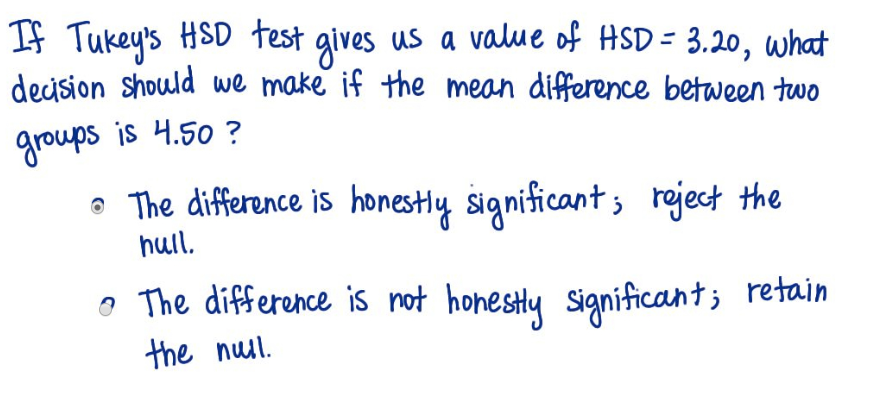 If Tukey's HSD test gives us a value of HSD = 3.20, what
decision should we make if the mean difference between two
groups is 4.50 ?
The difference is honestly significant; reject the
null.
The difference is not honestly significant; retain
the null.